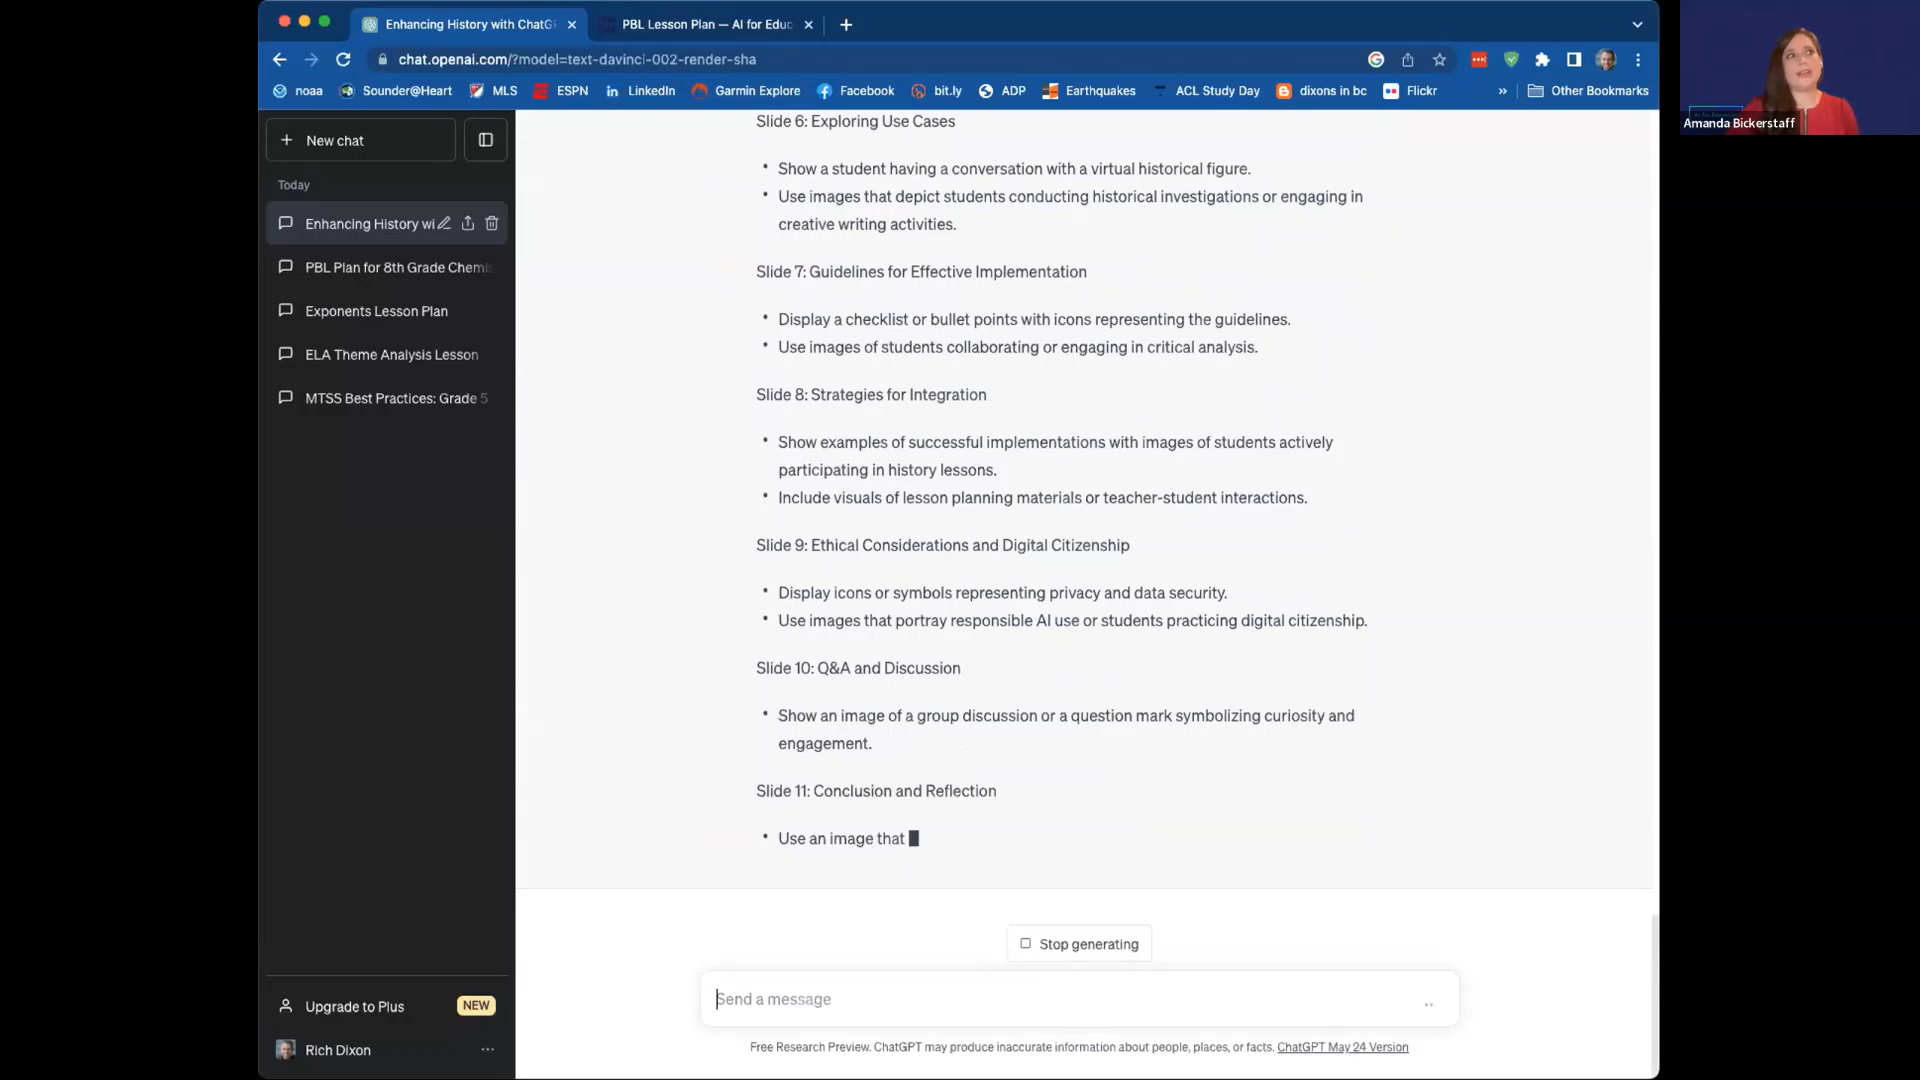 Enhancing History with ChatG
PBL Lesson Plan — AI for Educ
chat.openai.com/?model=text-davinci-002-render-sha
noaa
Sounder@Heart
MLS
ESPN
LinkedIn
Garmin Explore
Facebook
bit.ly
ADP
Earthquakes
ACL Study Day
dixons in bc
Flickr
»
Other Bookmarks
Amanda Bickerstaff
New chat
Today
Enhancing History wi
PBL Plan for 8th Grade Chemi
Exponents Lesson Plan
ELA Theme Analysis Lesson
MTSS Best Practices: Grade 5
Upgrade to Plus
NEW
Rich Dixon
Slide 6: Exploring Use Cases
• Show a student having a conversation with a virtual historical figure.
• Use images that depict students conducting historical investigations or engaging in
creative writing activities.
Slide 7: Guidelines for Effective Implementation
• Display a checklist or bullet points with icons representing the guidelines.
• Use images of students collaborating or engaging in critical analysis.
Slide 8: Strategies for Integration
• Show examples of successful implementations with images of students actively
participating in history lessons.
• Include visuals of lesson planning materials or teacher-student interactions.
Slide 9: Ethical Considerations and Digital Citizenship
• Display icons or symbols representing privacy and data security.
• Use images that portray responsible AI use or students practicing digital citizenship.
Slide 10: Q&A and Discussion
• Show an image of a group discussion or a question mark symbolizing curiosity and
engagement.
Slide 11: Conclusion and Reflection
• Use an image that
Stop generating
Send a message
Free Research Preview. ChatGPT may produce inaccurate information about people, places, or facts. ChatGPT May 24 Version